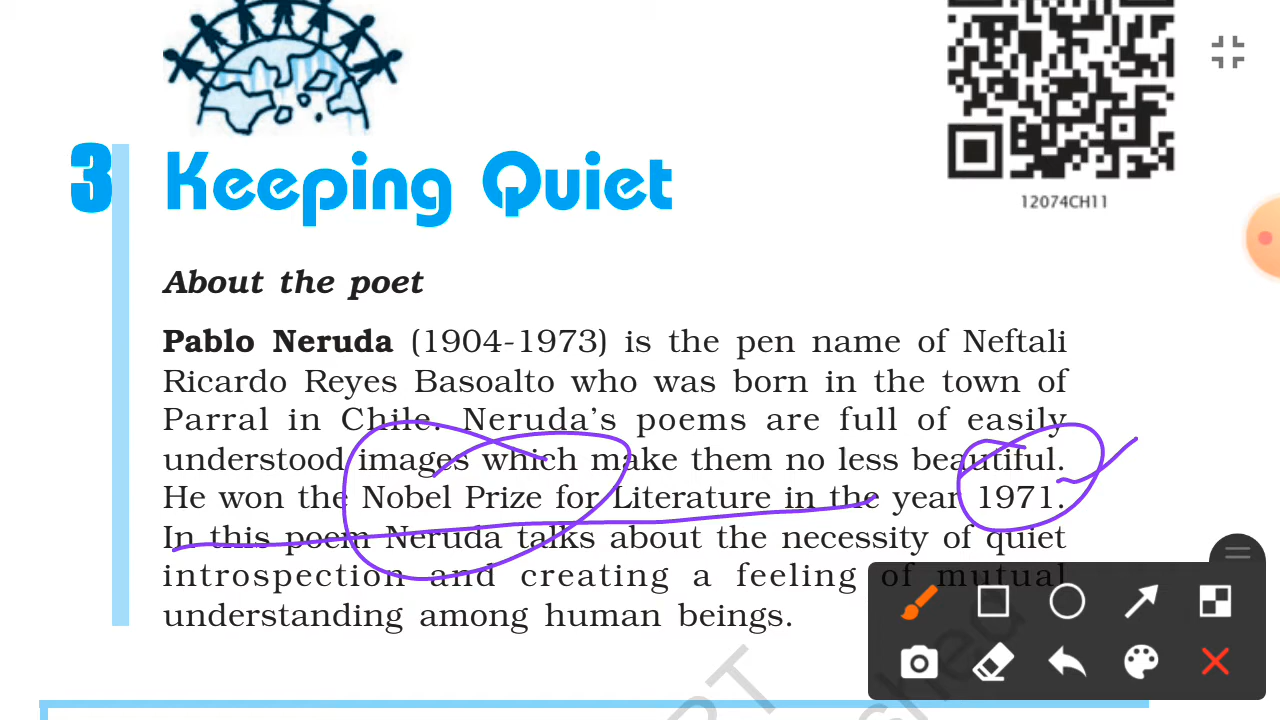 12074CH11
3 Keeping Quiet
About the poet
Pablo Neruda (1904-1973) is the pen name of Neftali
Ricardo Reyes Basoalto who was born in the town of
Parral in Chile. Neruda's poems are full of easily
understood images which make them no less beautiful.
He won the Nobel Prize for Literature in the year 1971.
In this poem Neruda talks about the necessity of quiet
introspection and creating a feeling of mutual
understanding among human beings.